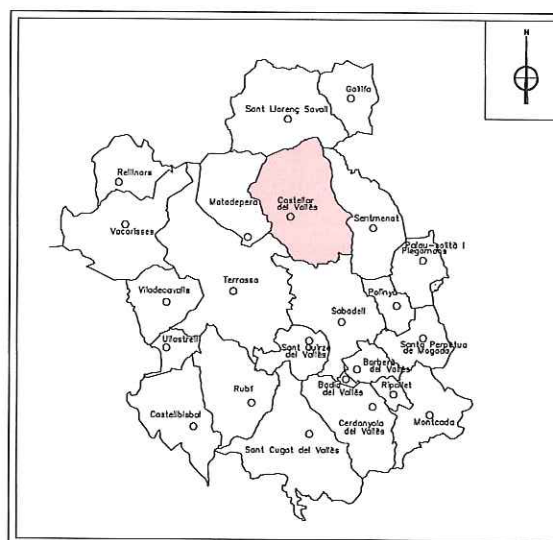 N
Gallifa
Sant Llorenç Savall
Rellinars
Matadepera
Castellar
del Vallès
Vacarisses
Sentmenat
Palau-solità i
Plegamans
Terrassa
Viladecavalls
Polinyà
Sabadell
Ullastrell
Sant Quirze
del Vallès
Santa Perpètua
de Mogoda
Barberà
del Vallès
Badia
del Vallès
Ripollet
Rubí
Castellbisbal
Cerdanyola
del Vallès
Montcada
Sant Cugat del Vallès